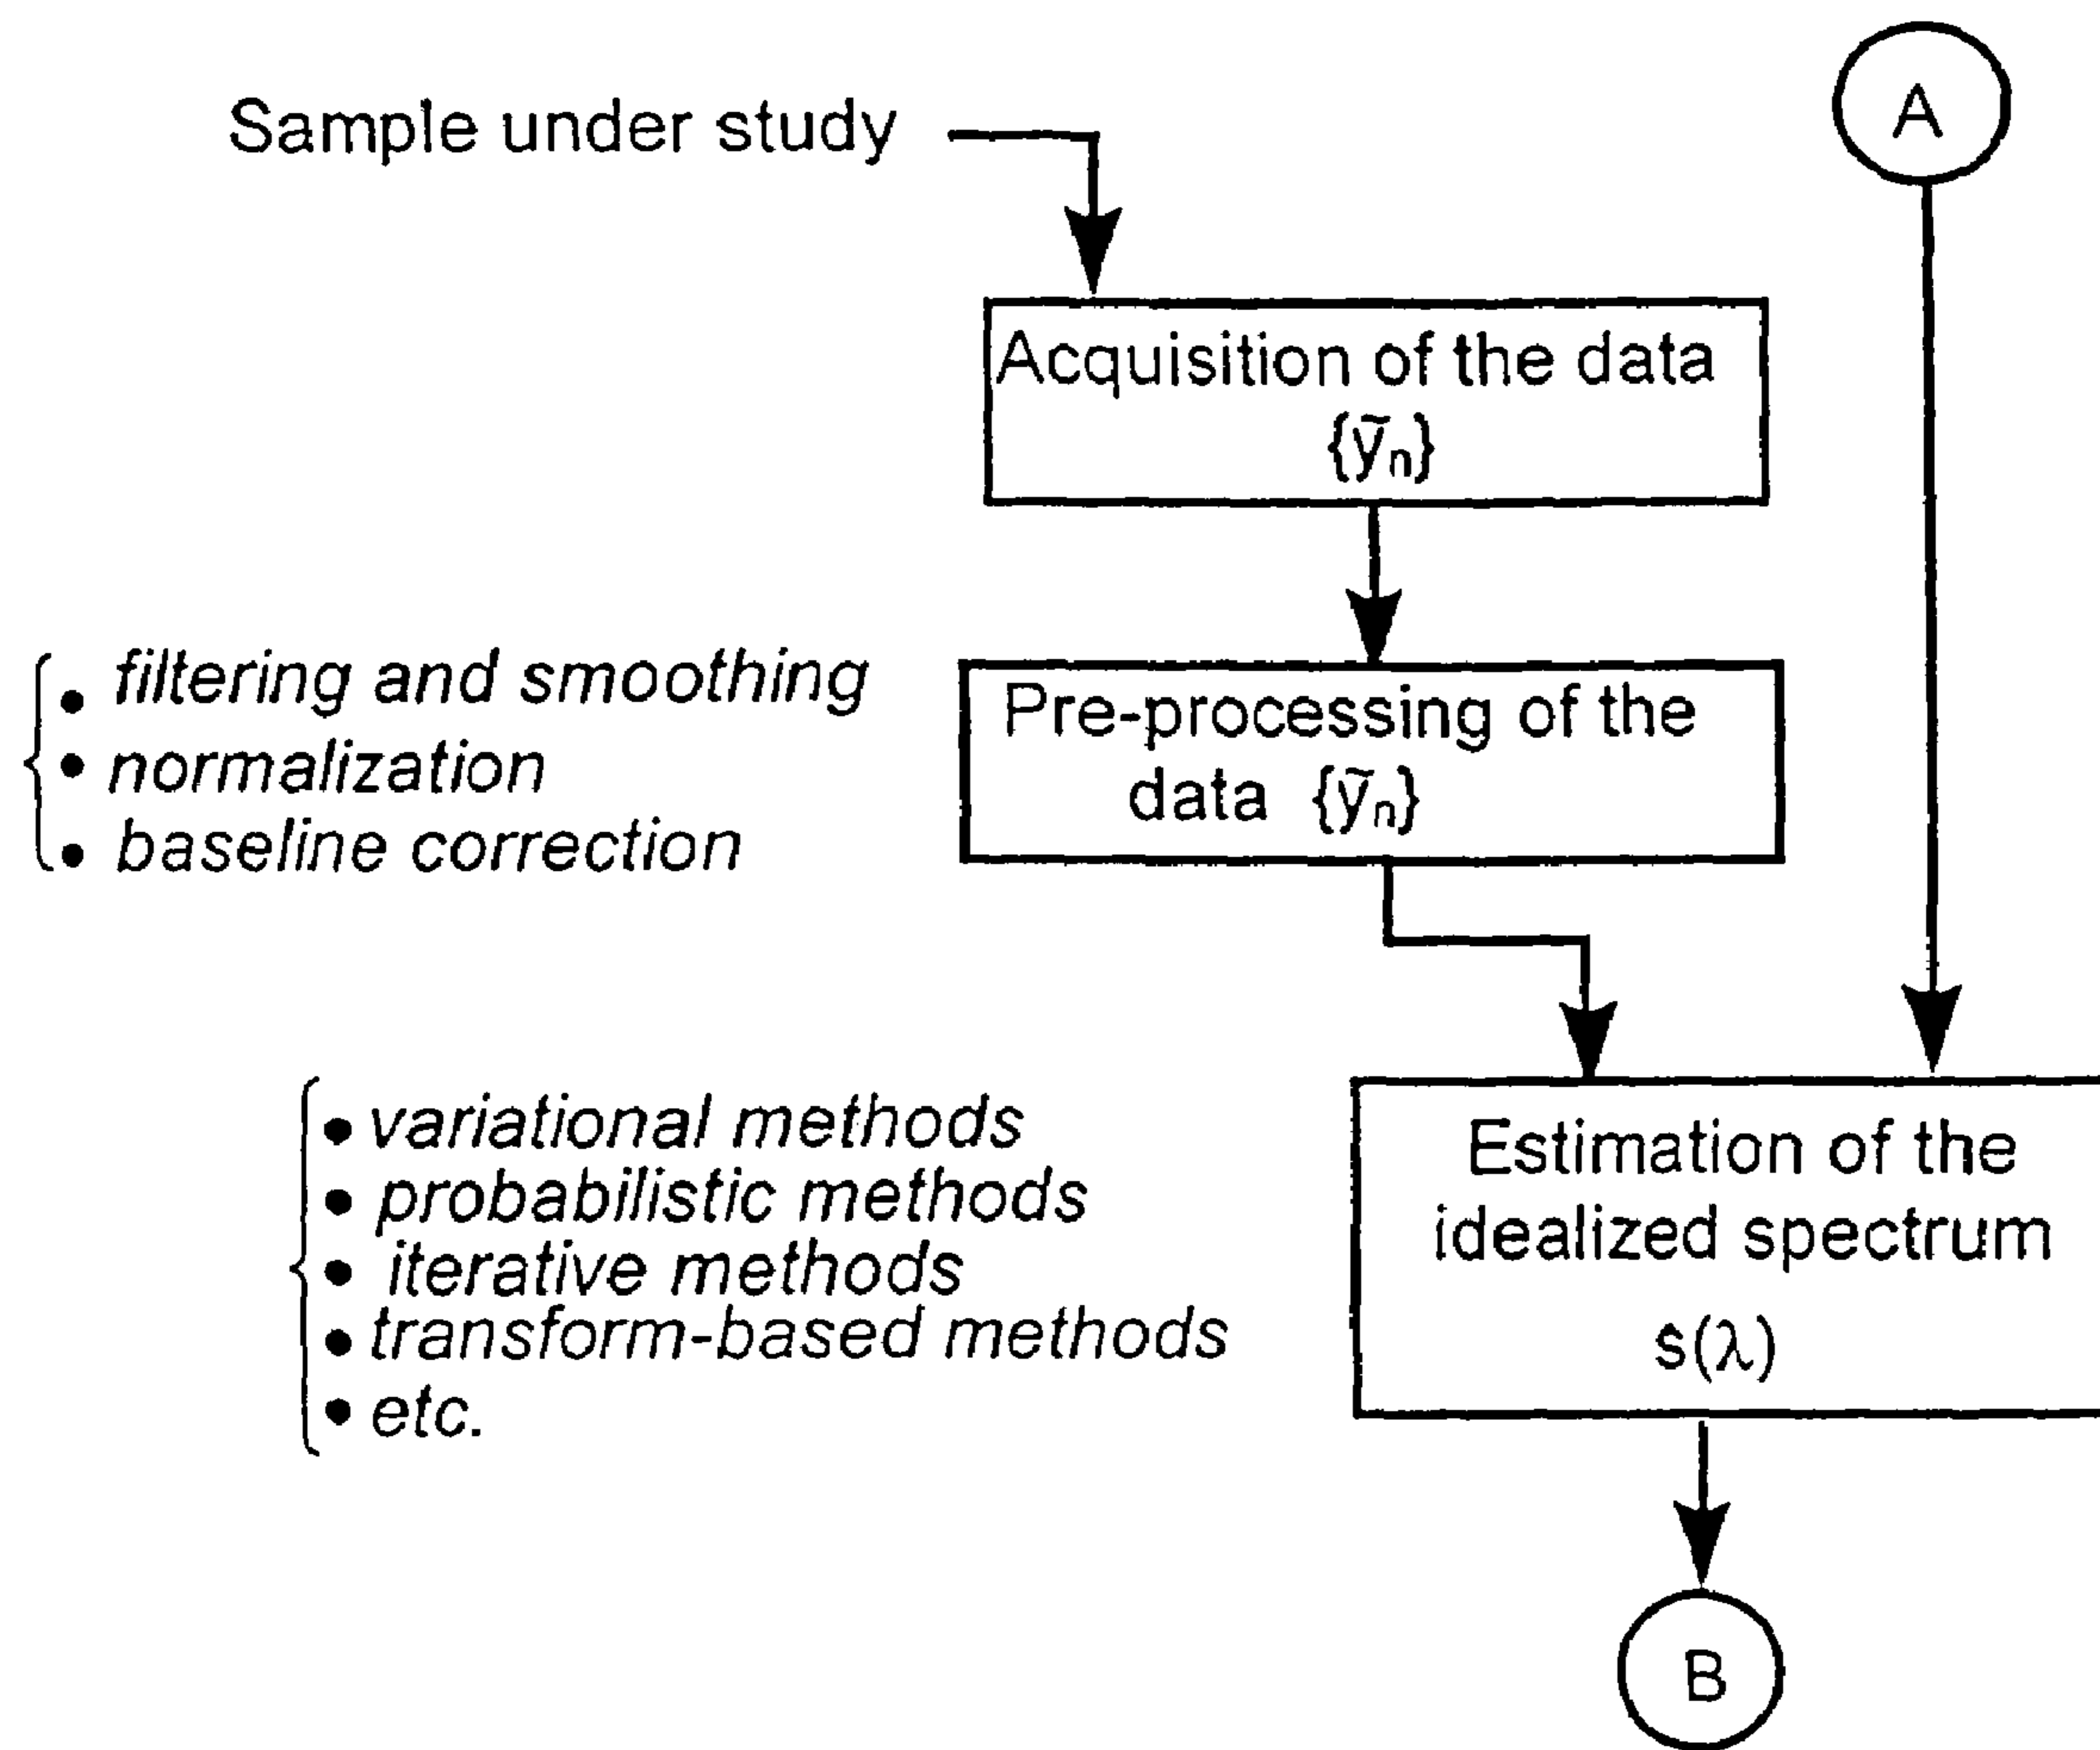 Sample under study
A
Acquisition of the data
{ỹn}
• filtering and smoothing
• normalization
• baseline correction
Pre-processing of the
data {ỹn}
• variational methods
• probabilistic methods
• iterative methods
• transform-based methods
• etc.
Estimation of the
idealized spectrum
ŝ(λ)
B